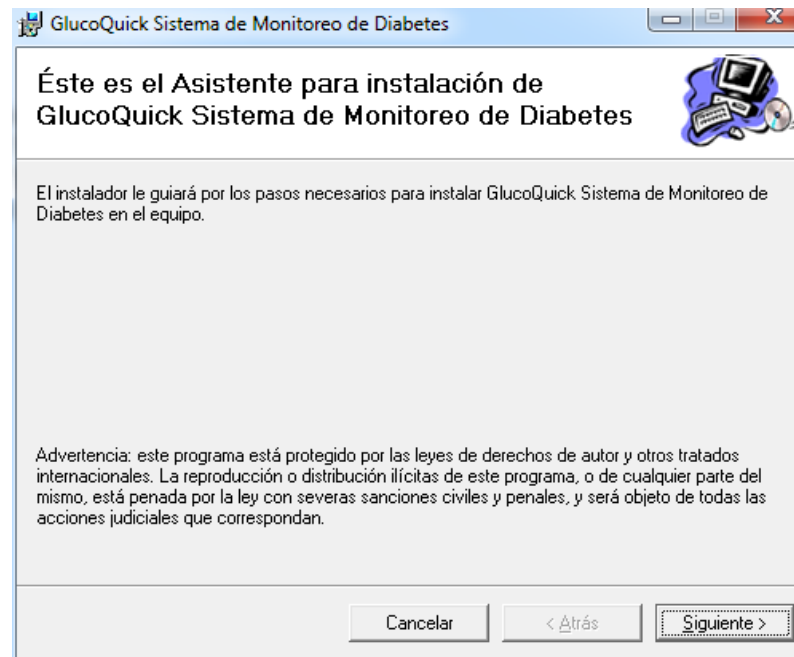 GlucoQuick Sistema de Monitoreo de Diabetes
Éste es el Asistente para instalación de
GlucoQuick Sistema de Monitoreo de Diabetes
El instalador le guiará por los pasos necesarios para instalar GlucoQuick Sistema de Monitoreo de
Diabetes en el equipo.
Advertencia: este programa está protegido por las leyes de derechos de autor y otros tratados
internacionales. La reproducción o distribución ilícitas de este programa, o de cualquier parte del
mismo, está penada por la ley con severas sanciones civiles y penales, y será objeto de todas las
acciones judiciales que correspondan.
Cancelar
< Atrás
Siguiente >